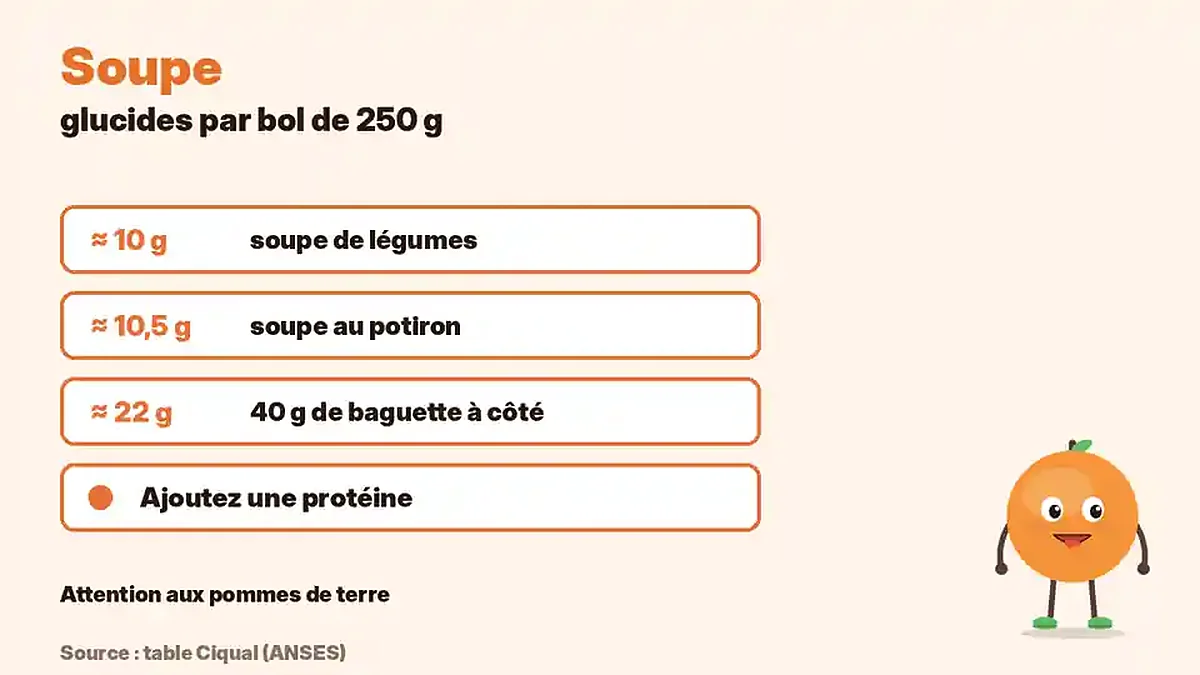 Soupe
glucides par bol de 250 g
≈ 10 g soupe de légumes
≈ 10,5 g soupe au potiron
≈ 22 g 40 g de baguette à côté
Ajoutez une protéine
Attention aux pommes de terre
Source : table Ciqual (ANSES)